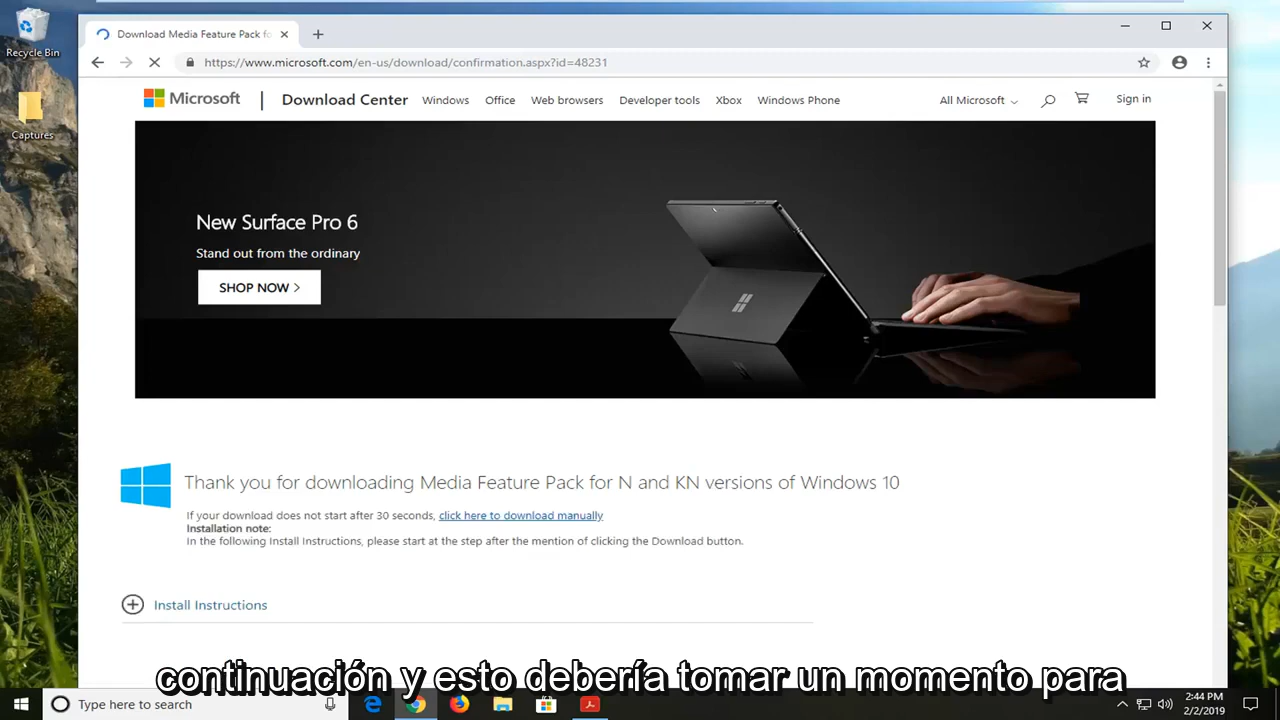 Recycle Bin
Captures
Download Media Feature Pack fo
https://www.microsoft.com/en-us/download/confirmation.aspx?id=48231
Microsoft | Download Center Windows Office Web browsers Developer tools Xbox Windows Phone All Microsoft Sign in
New Surface Pro 6
Stand out from the ordinary
SHOP NOW >
Thank you for downloading Media Feature Pack for N and KN versions of Windows 10
If your download does not start after 30 seconds, click here to download manually
Installation note:
In the following Install Instructions, please start at the step after the mention of clicking the Download button.
Install Instructions
continuación y esto debería tomar un momento para
Type here to search
2:44 PM
2/2/2019